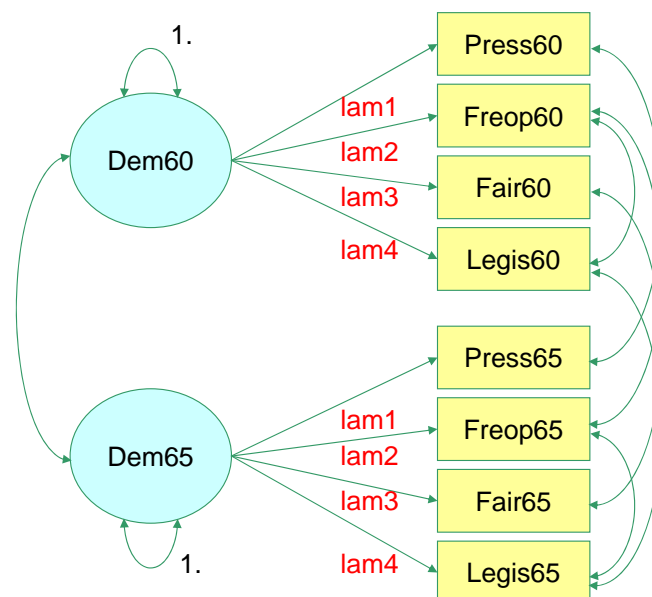 1.
Press60
lam1
Freop60
Dem60
lam2
Fair60
lam3
Legis60
lam4
Press65
lam1
Freop65
Dem65
lam2
Fair65
lam3
1.
lam4
Legis65